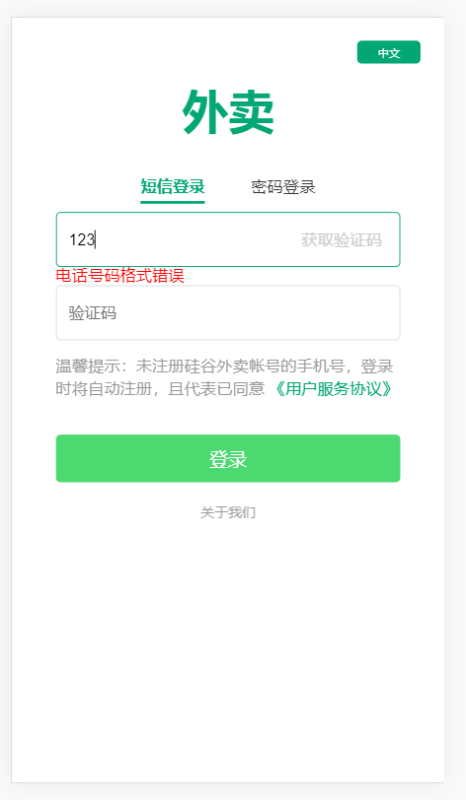 中文
外卖
短信登录 密码登录
123 获取验证码
电话号码格式错误
验证码
温馨提示：未注册硅谷外卖帐号的手机号，登录
时将自动注册，且代表已同意《用户服务协议》
登录
关于我们